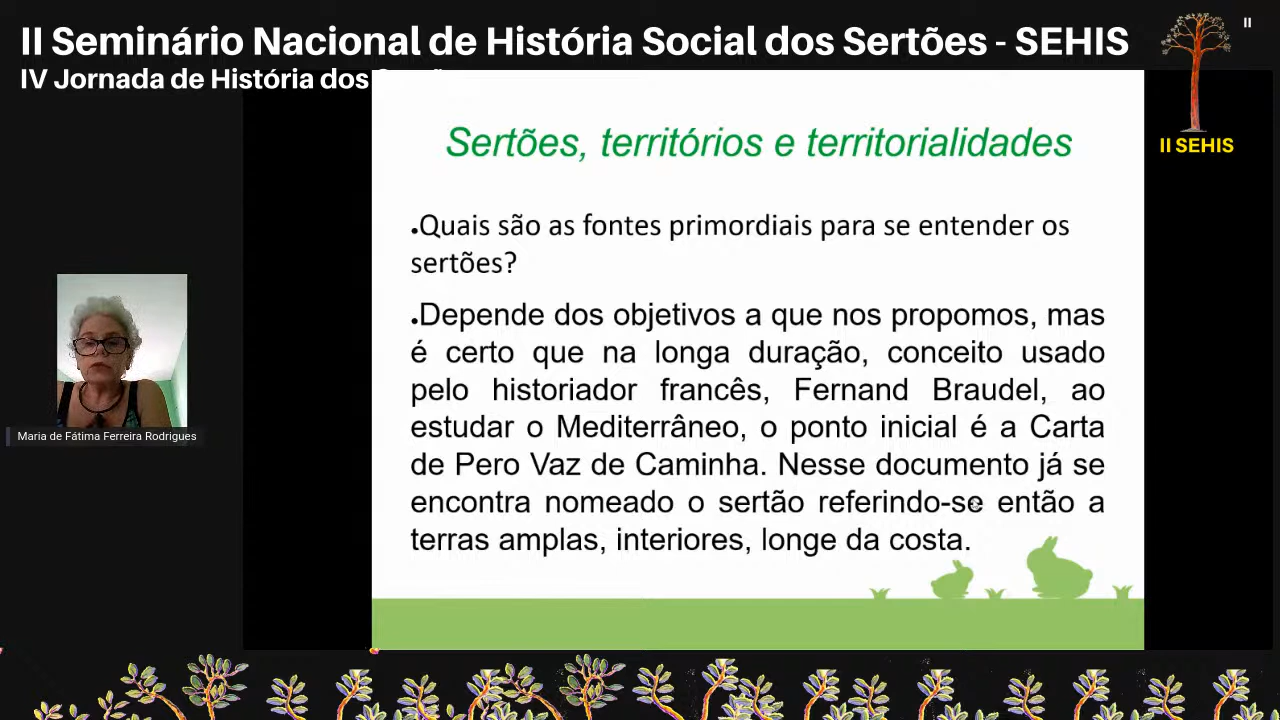 II Seminário Nacional de História Social dos Sertões - SEHIS
IV Jornada de História dos
II
II SEHIS
Sertões, territórios e territorialidades
•Quais são as fontes primordiais para se entender os
sertões?
•Depende dos objetivos a que nos propomos, mas
é certo que na longa duração, conceito usado
pelo historiador francês, Fernand Braudel, ao
estudar o Mediterrâneo, o ponto inicial é a Carta
de Pero Vaz de Caminha. Nesse documento já se
encontra nomeado o sertão referindo-se então a
terras amplas, interiores, longe da costa.
Maria de Fátima Ferreira Rodrigues